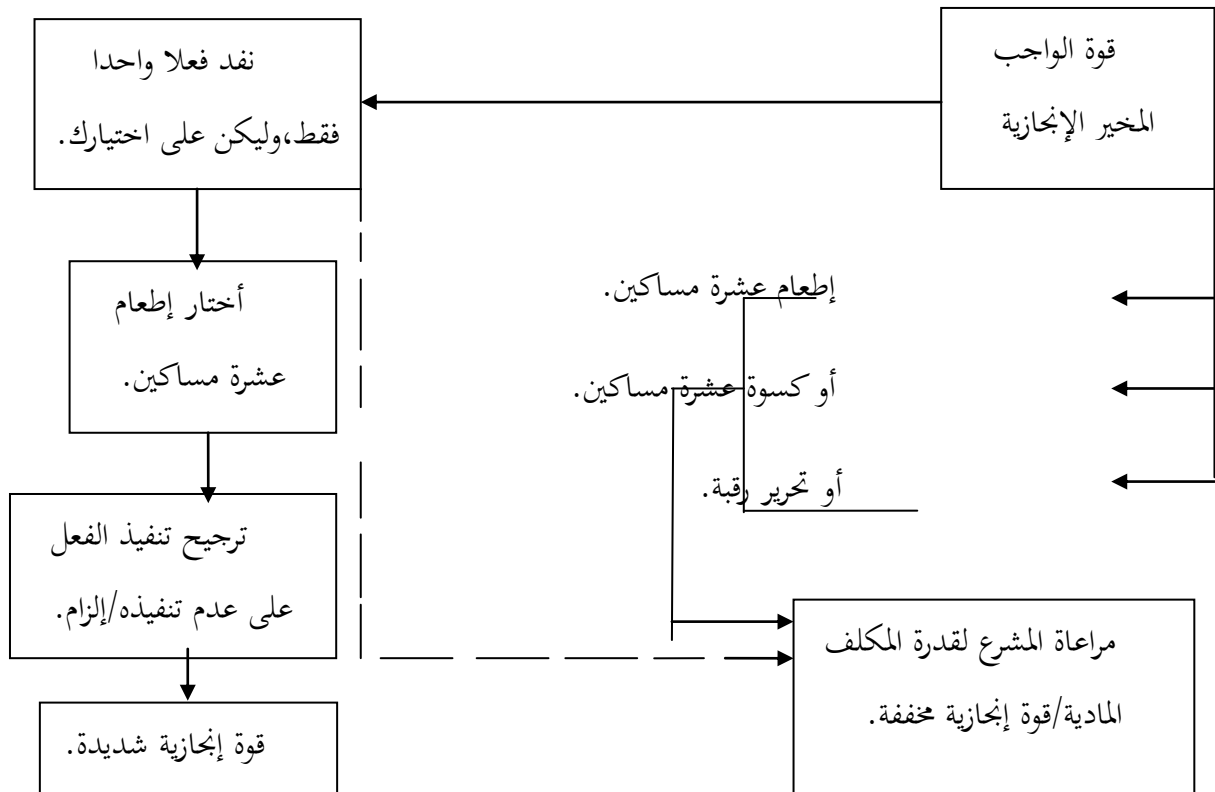 قوة الواجب
المخير الإنجازية
نفد فعلا واحدا
فقط،وليكن على اختيارك.
إطعام عشرة مساكين.
أو كسوة عشرة مساكين.
أو تحرير رقبة.
أختار إطعام
عشرة مساكين.
ترجيح تنفيذ الفعل
على عدم تنفيذه/إلزام.
قوة إنجازية شديدة.
مراعاة المشرع لقدرة المكلف
المادية/قوة إنجازية مخففة.